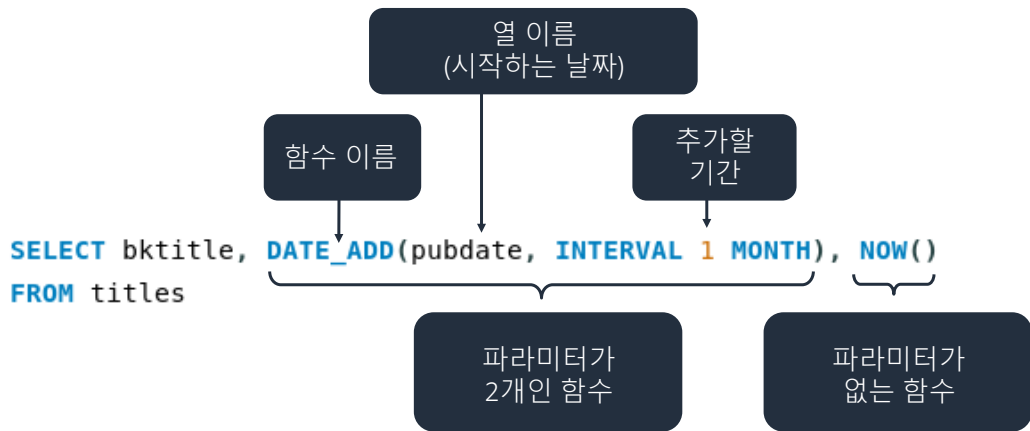 열 이름
(시작하는 날짜)
함수 이름
추가할
기간
SELECT bktitle, DATE_ADD(pubdate, INTERVAL 1 MONTH), NOW()
FROM titles
파라미터가
2개인 함수
파라미터가
없는 함수